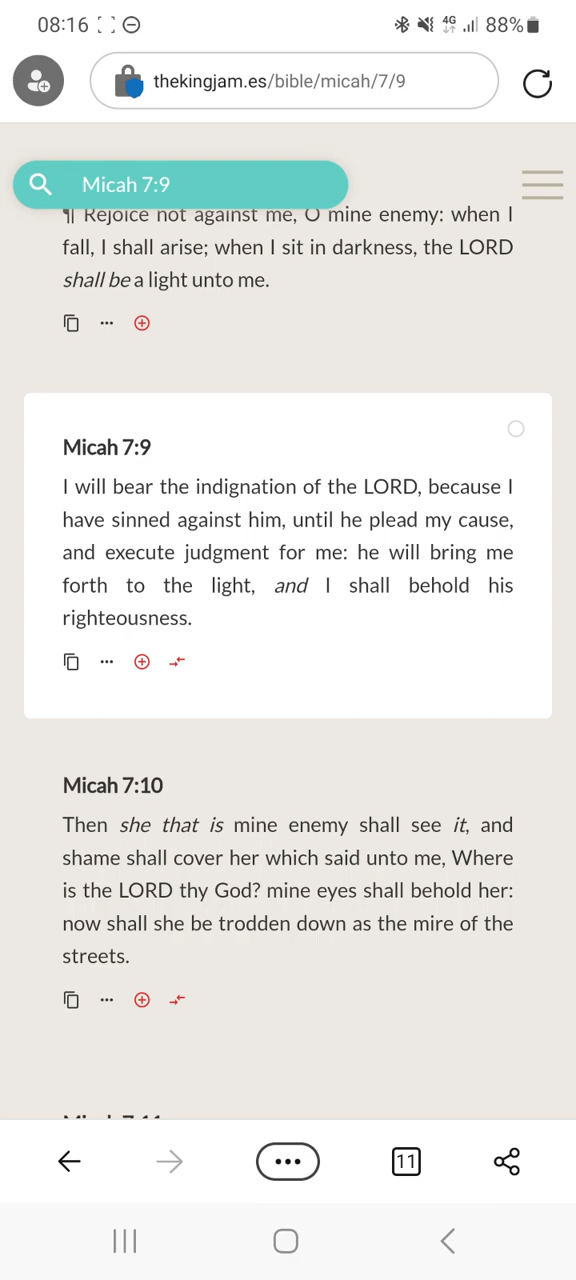 08:16
4G
88%
thekingjam.es/bible/micah/7/9
Micah 7:9
¶ Rejoice not against me, O mine enemy: when I
fall, I shall arise; when I sit in darkness, the LORD
shall be a light unto me.
Micah 7:9
I will bear the indignation of the LORD, because I
have sinned against him, until he plead my cause,
and execute judgment for me: he will bring me
forth to the light, and I shall behold his
righteousness.
Micah 7:10
Then she that is mine enemy shall see it, and
shame shall cover her which said unto me, Where
is the LORD thy God? mine eyes shall behold her:
now shall she be trodden down as the mire of the
streets.
11